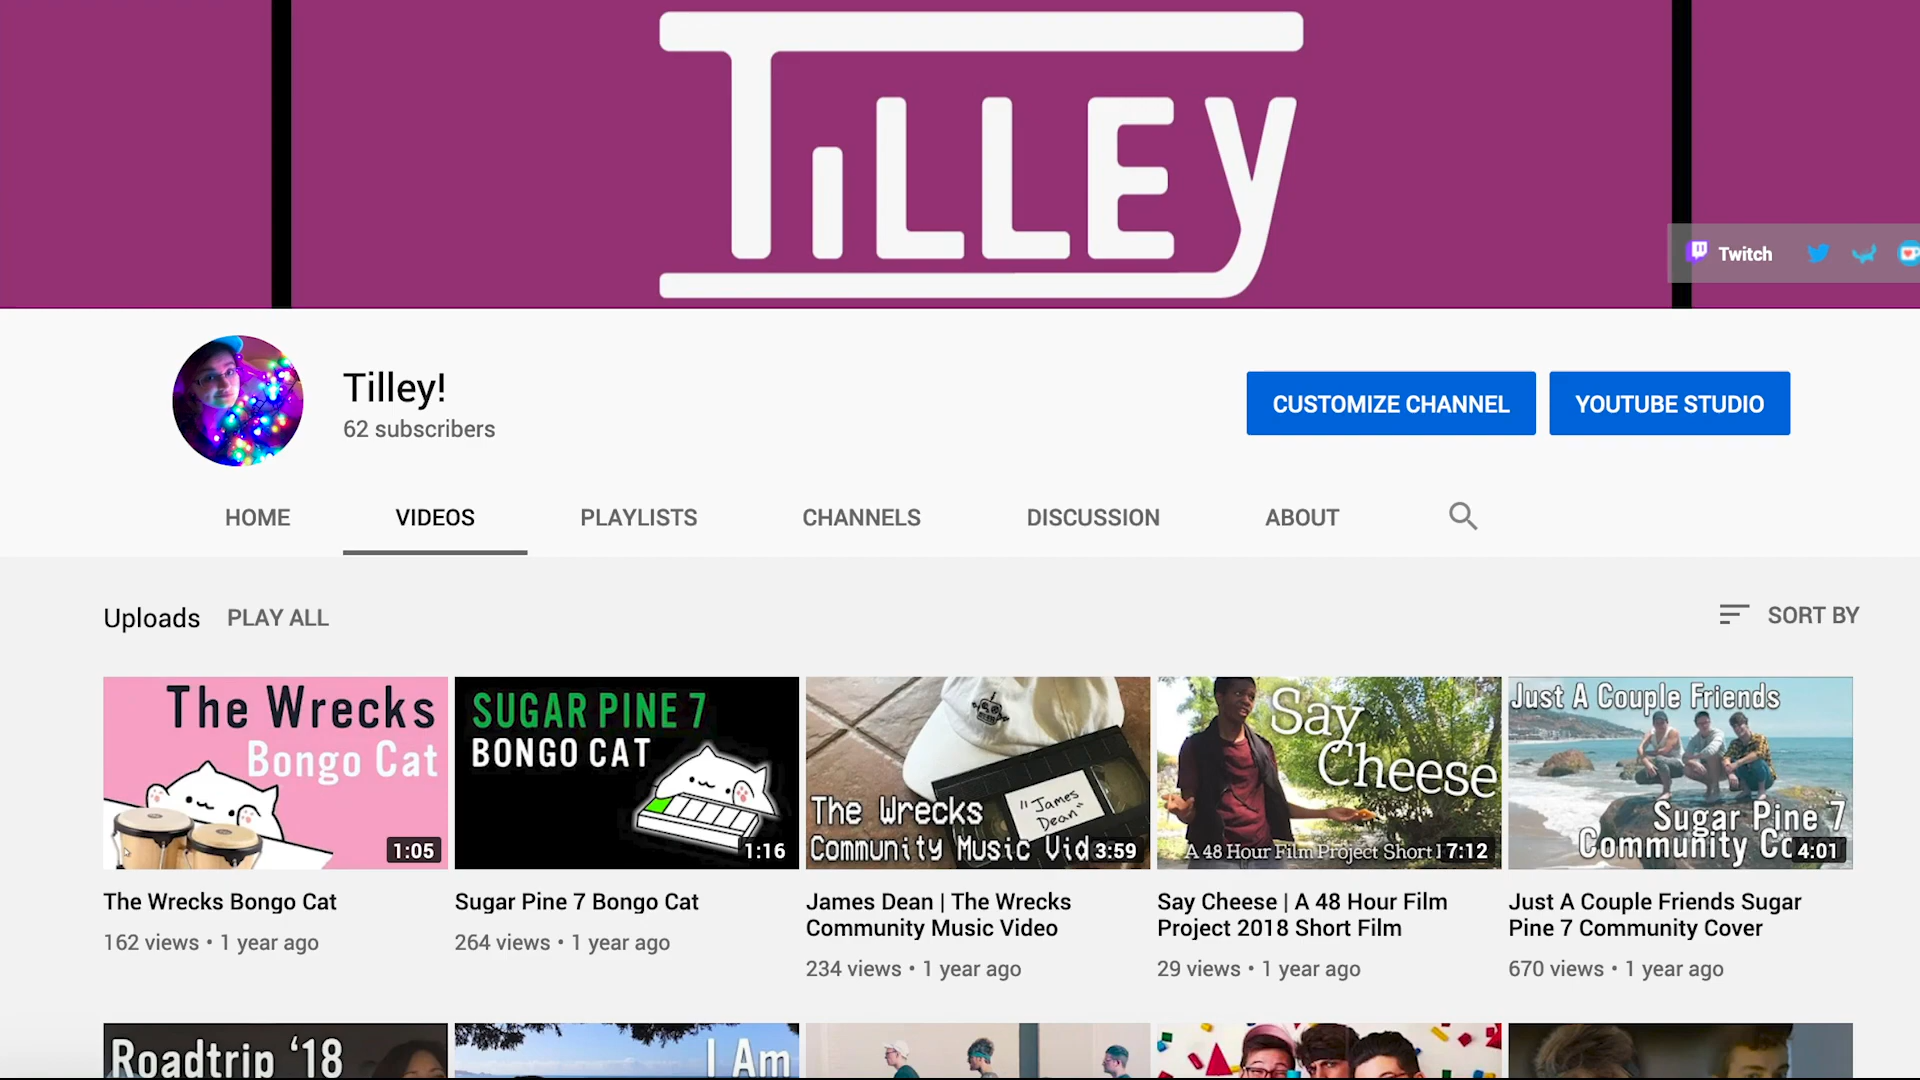 TiLLEy
Twitch
Tilley!
62 subscribers
CUSTOMIZE CHANNEL
YOUTUBE STUDIO
HOME
VIDEOS
PLAYLISTS
CHANNELS
DISCUSSION
ABOUT
Uploads
PLAY ALL
SORT BY
The Wrecks
Bongo Cat
1:05
SUGAR PINE 7
BONGO CAT
1:16
"James
Dean"
The Wrecks
Community Music Vid
3:59
Say
Cheese
A 48 Hour Film Project Short
7:12
Just A Couple Friends
Sugar Pine 7
Community
4:01
The Wrecks Bongo Cat
162 views • 1 year ago
Sugar Pine 7 Bongo Cat
264 views • 1 year ago
James Dean | The Wrecks
Community Music Video
234 views • 1 year ago
Say Cheese | A 48 Hour Film
Project 2018 Short Film
29 views • 1 year ago
Just A Couple Friends Sugar
Pine 7 Community Cover
670 views • 1 year ago
Roadtrip ‘18
I Am